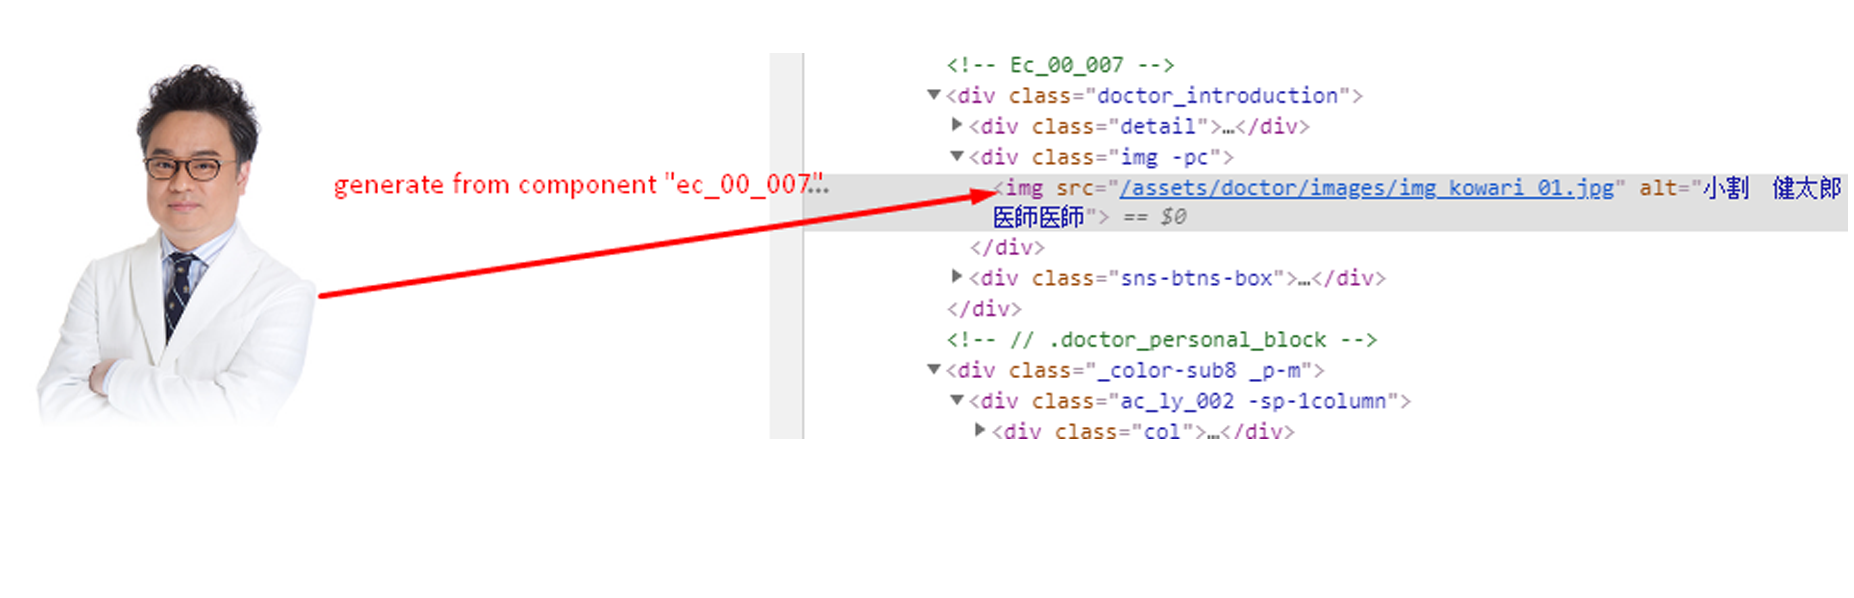 <!-- Ec_00_007 -->
<div class="doctor_introduction">
<div class="detail">…</div>
<div class="img -pc">
generate from component "ec_00_007"
...
<img src="/assets/doctor/images/img_kowari_01.jpg" alt="小割　健太郎
医師医師"> == $0
</div>
<div class="sns-btns-box">…</div>
</div>
<!-- // .doctor_personal_block -->
<div class="_color-sub8 _p-m">
<div class="ac_ly_002 -sp-1column">
<div class="col">…</div>